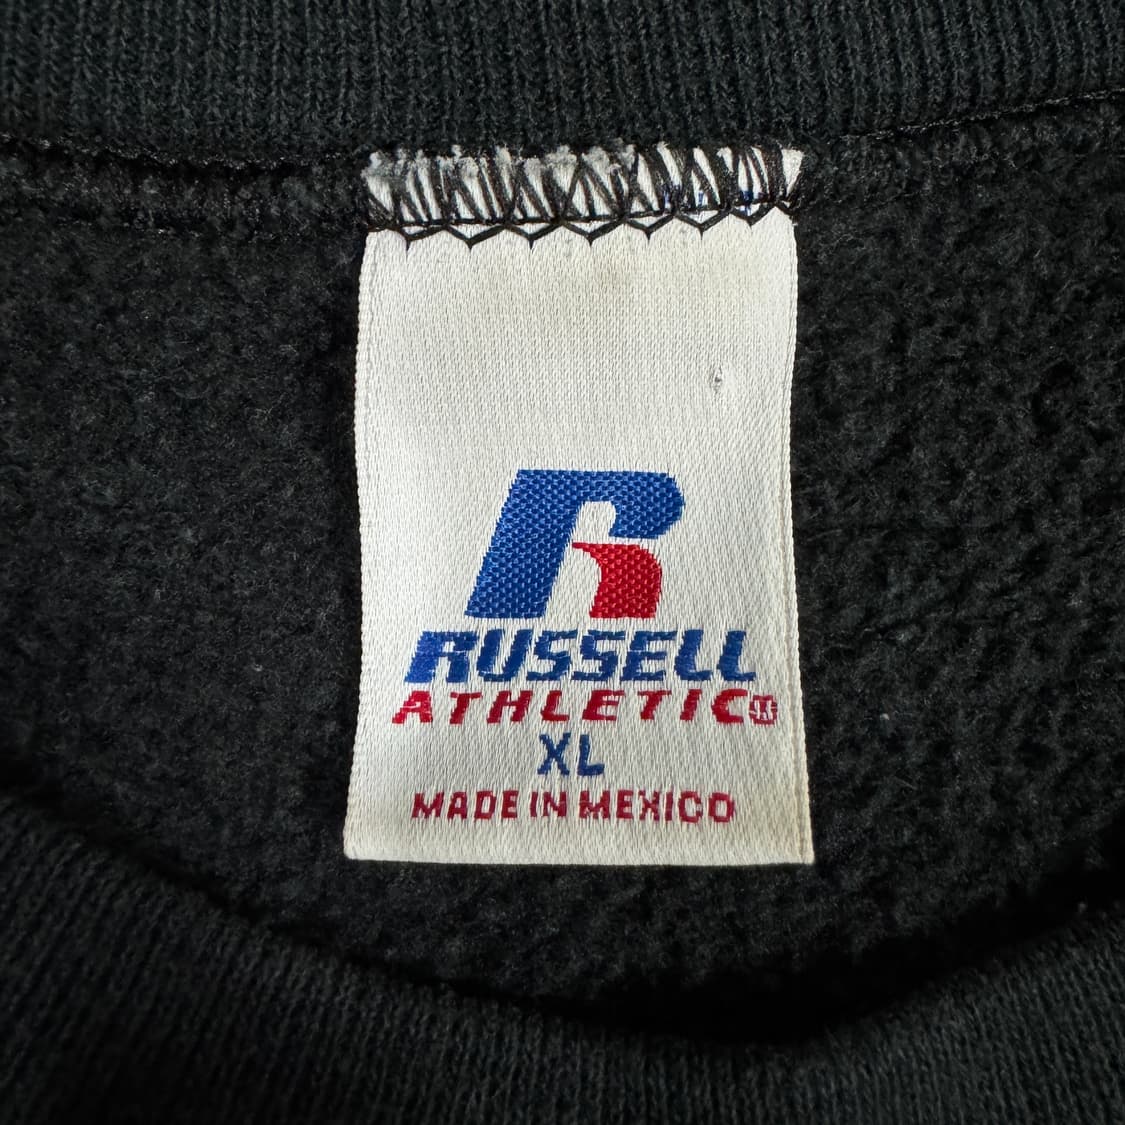 R
RUSSELL
ATHLETIC®
XL
MADE IN MEXICO